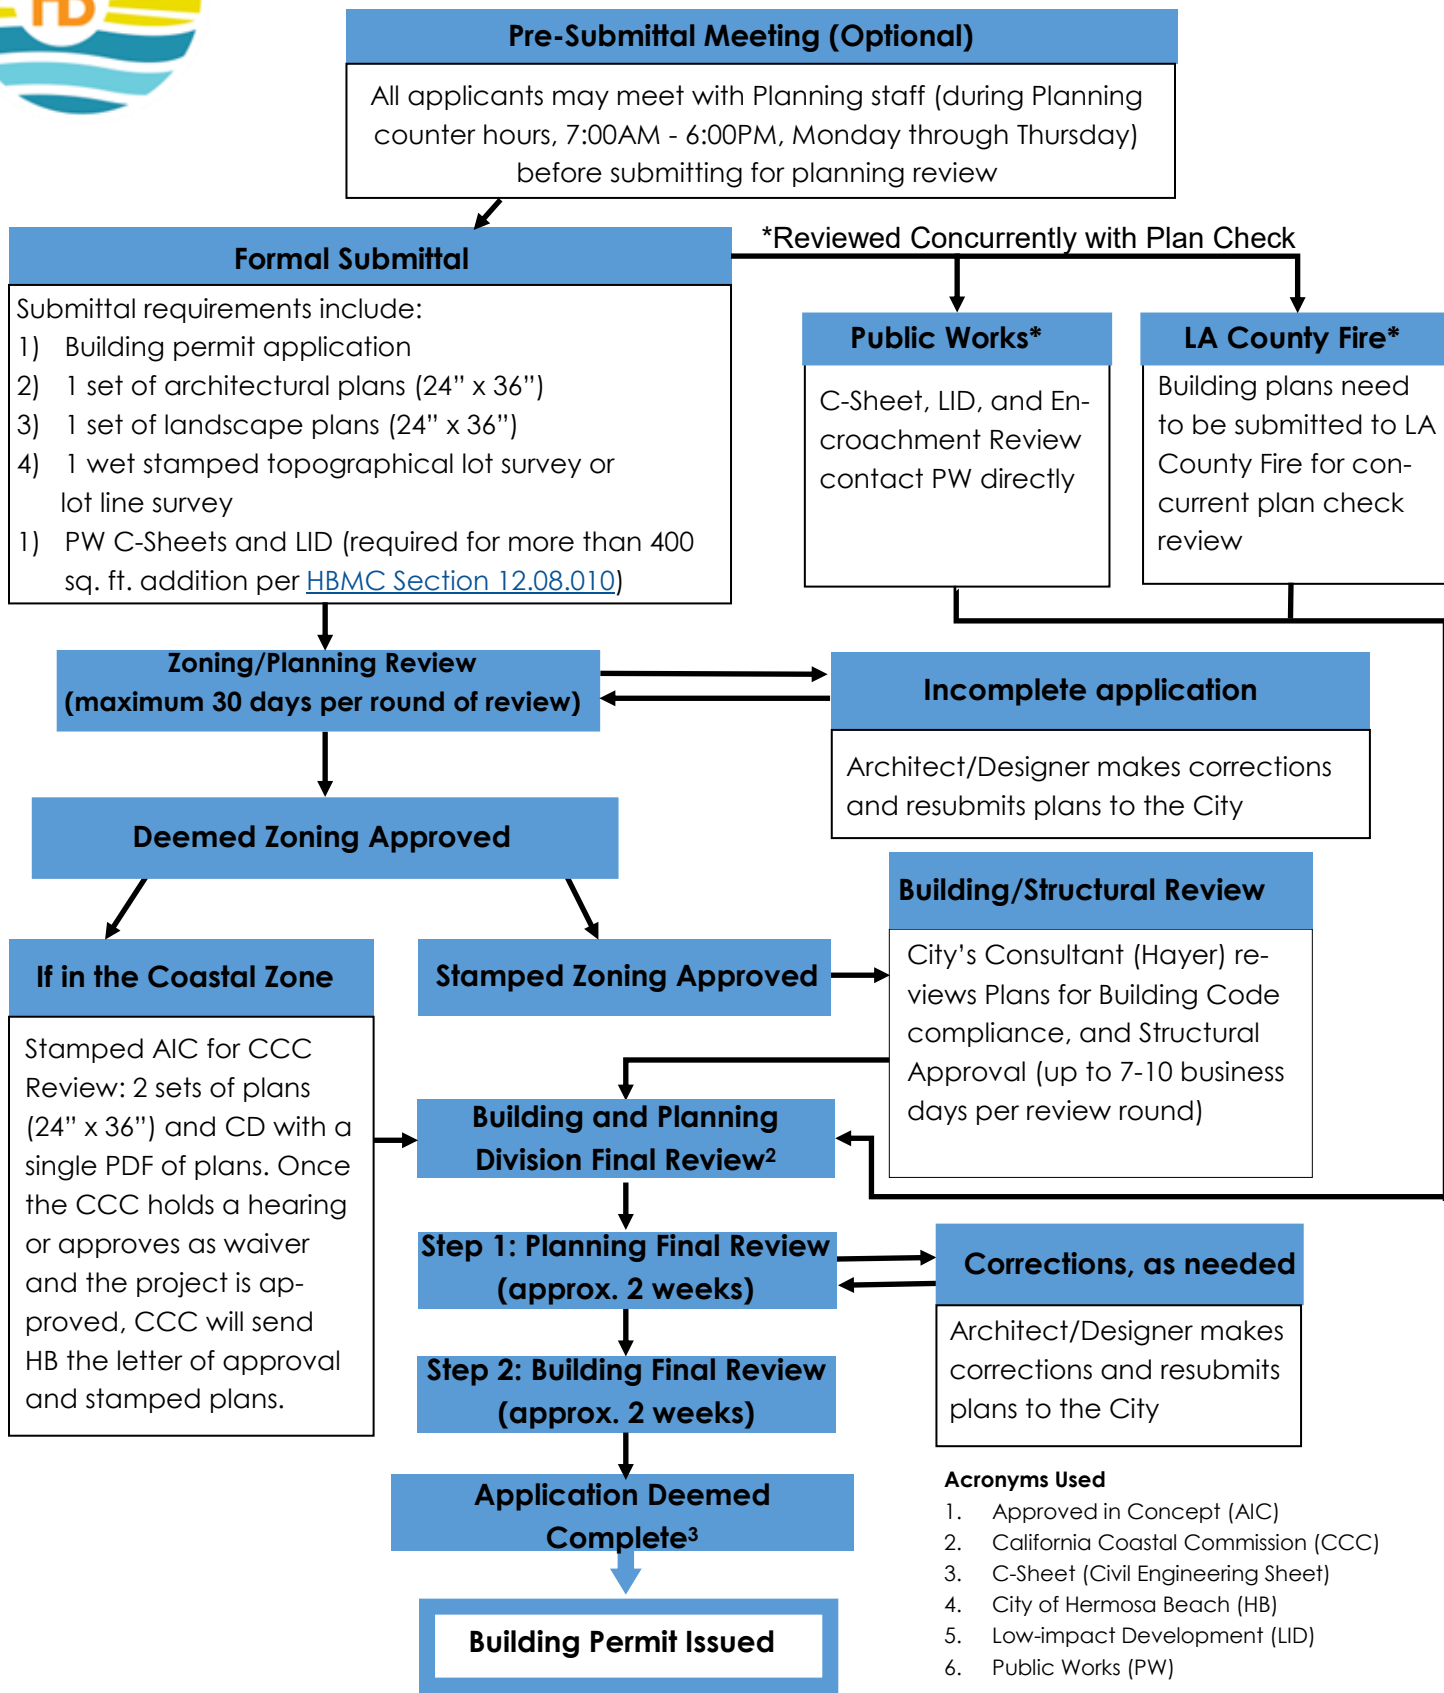 HB
Pre-Submittal Meeting (Optional)
All applicants may meet with Planning staff (during Planning
counter hours, 7:00AM - 6:00PM, Monday through Thursday)
before submitting for planning review
Formal Submittal
Submittal requirements include:
1) Building permit application
2) 1 set of architectural plans (24” x 36”)
3) 1 set of landscape plans (24” x 36”)
4) 1 wet stamped topographical lot survey or
lot line survey
1) PW C-Sheets and LID (required for more than 400
sq. ft. addition per HBMC Section 12.08.010)
*Reviewed Concurrently with Plan Check
Public Works*
C-Sheet, LID, and En-
croachment Review
contact PW directly
LA County Fire*
Building plans need
to be submitted to LA
County Fire for con-
current plan check
review
Zoning/Planning Review
(maximum 30 days per round of review)
Incomplete application
Architect/Designer makes corrections
and resubmits plans to the City
Deemed Zoning Approved
If in the Coastal Zone
Stamped AIC for CCC
Review: 2 sets of plans
(24” x 36”) and CD with a
single PDF of plans. Once
the CCC holds a hearing
or approves as waiver
and the project is ap-
proved, CCC will send
HB the letter of approval
and stamped plans.
Stamped Zoning Approved
Building/Structural Review
City’s Consultant (Hayer) re-
views Plans for Building Code
compliance, and Structural
Approval (up to 7-10 business
days per review round)
Building and Planning
Division Final Review²
Step 1: Planning Final Review
(approx. 2 weeks)
Corrections, as needed
Architect/Designer makes
corrections and resubmits
plans to the City
Step 2: Building Final Review
(approx. 2 weeks)
Application Deemed
Complete³
Building Permit Issued
Acronyms Used
1. Approved in Concept (AIC)
2. California Coastal Commission (CCC)
3. C-Sheet (Civil Engineering Sheet)
4. City of Hermosa Beach (HB)
5. Low-impact Development (LID)
6. Public Works (PW)